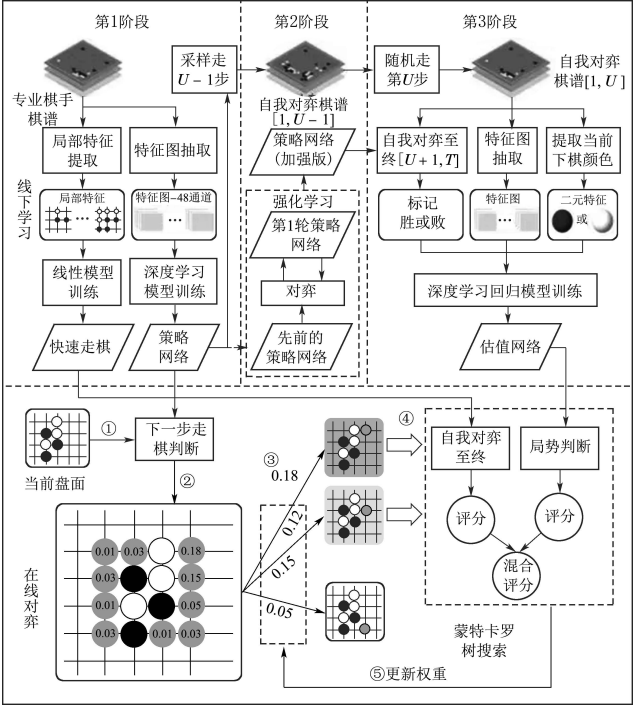 第1阶段
第2阶段
第3阶段
专业棋手
棋谱
采样走
U-1步
自我对弈棋谱
[1, U-1]
随机走
第U步
自我对弈
棋谱[1, U]
局部特征
提取
特征图抽取
策略网络
(加强版)
自我对弈至
终[U+1,T]
特征图
抽取
提取当前
下棋颜色
线下学习
局部特征
…
特征图-48通道
…
强化学习
第1轮策略
网络
标记
胜或败
特征图
…
二元特征
或
线性模型
训练
深度学习
模型训练
对弈
深度学习回归模型训练
快速走棋
策略
网络
先前的
策略网络
估值网络
①
当前盘面
下一步走
棋判断
②
③
④
0.18
0.12
0.15
0.05
自我对弈
至终
局势判断
评分
评分
混合
评分
在线对弈
0.01
0.03
0.18
0.03
0.15
0.01
0.05
0.03
0.01
0.03
蒙特卡罗
树搜索
⑤更新权重